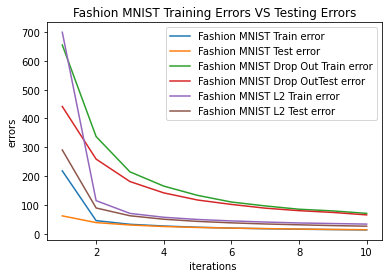 Fashion MNIST Training Errors VS Testing Errors
Fashion MNIST Train error
Fashion MNIST Test error
Fashion MNIST Drop Out Train error
Fashion MNIST Drop OutTest error
Fashion MNIST L2 Train error
Fashion MNIST L2 Test error
errors
700
600
500
400
300
200
100
0
2
4
6
8
10
iterations